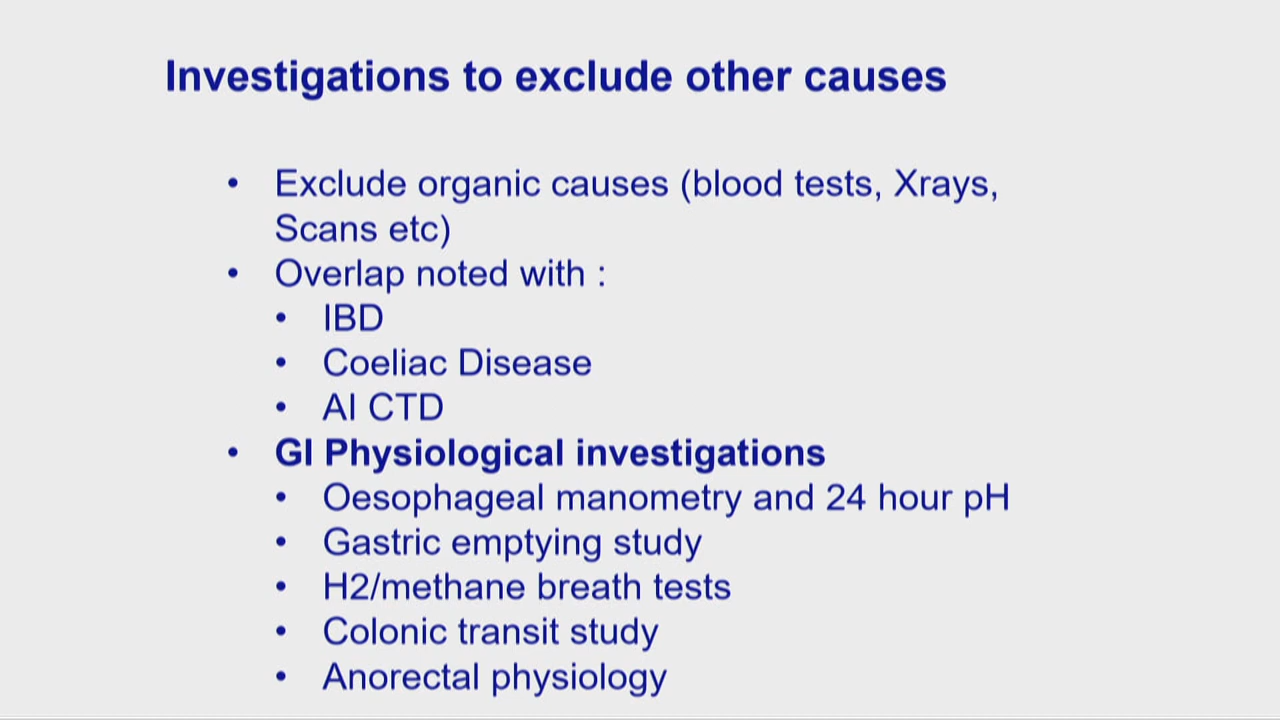 Investigations to exclude other causes
• Exclude organic causes (blood tests, Xrays,
Scans etc)
• Overlap noted with :
• IBD
• Coeliac Disease
• AI CTD
• GI Physiological investigations
• Oesophageal manometry and 24 hour pH
• Gastric emptying study
• H2/methane breath tests
• Colonic transit study
• Anorectal physiology